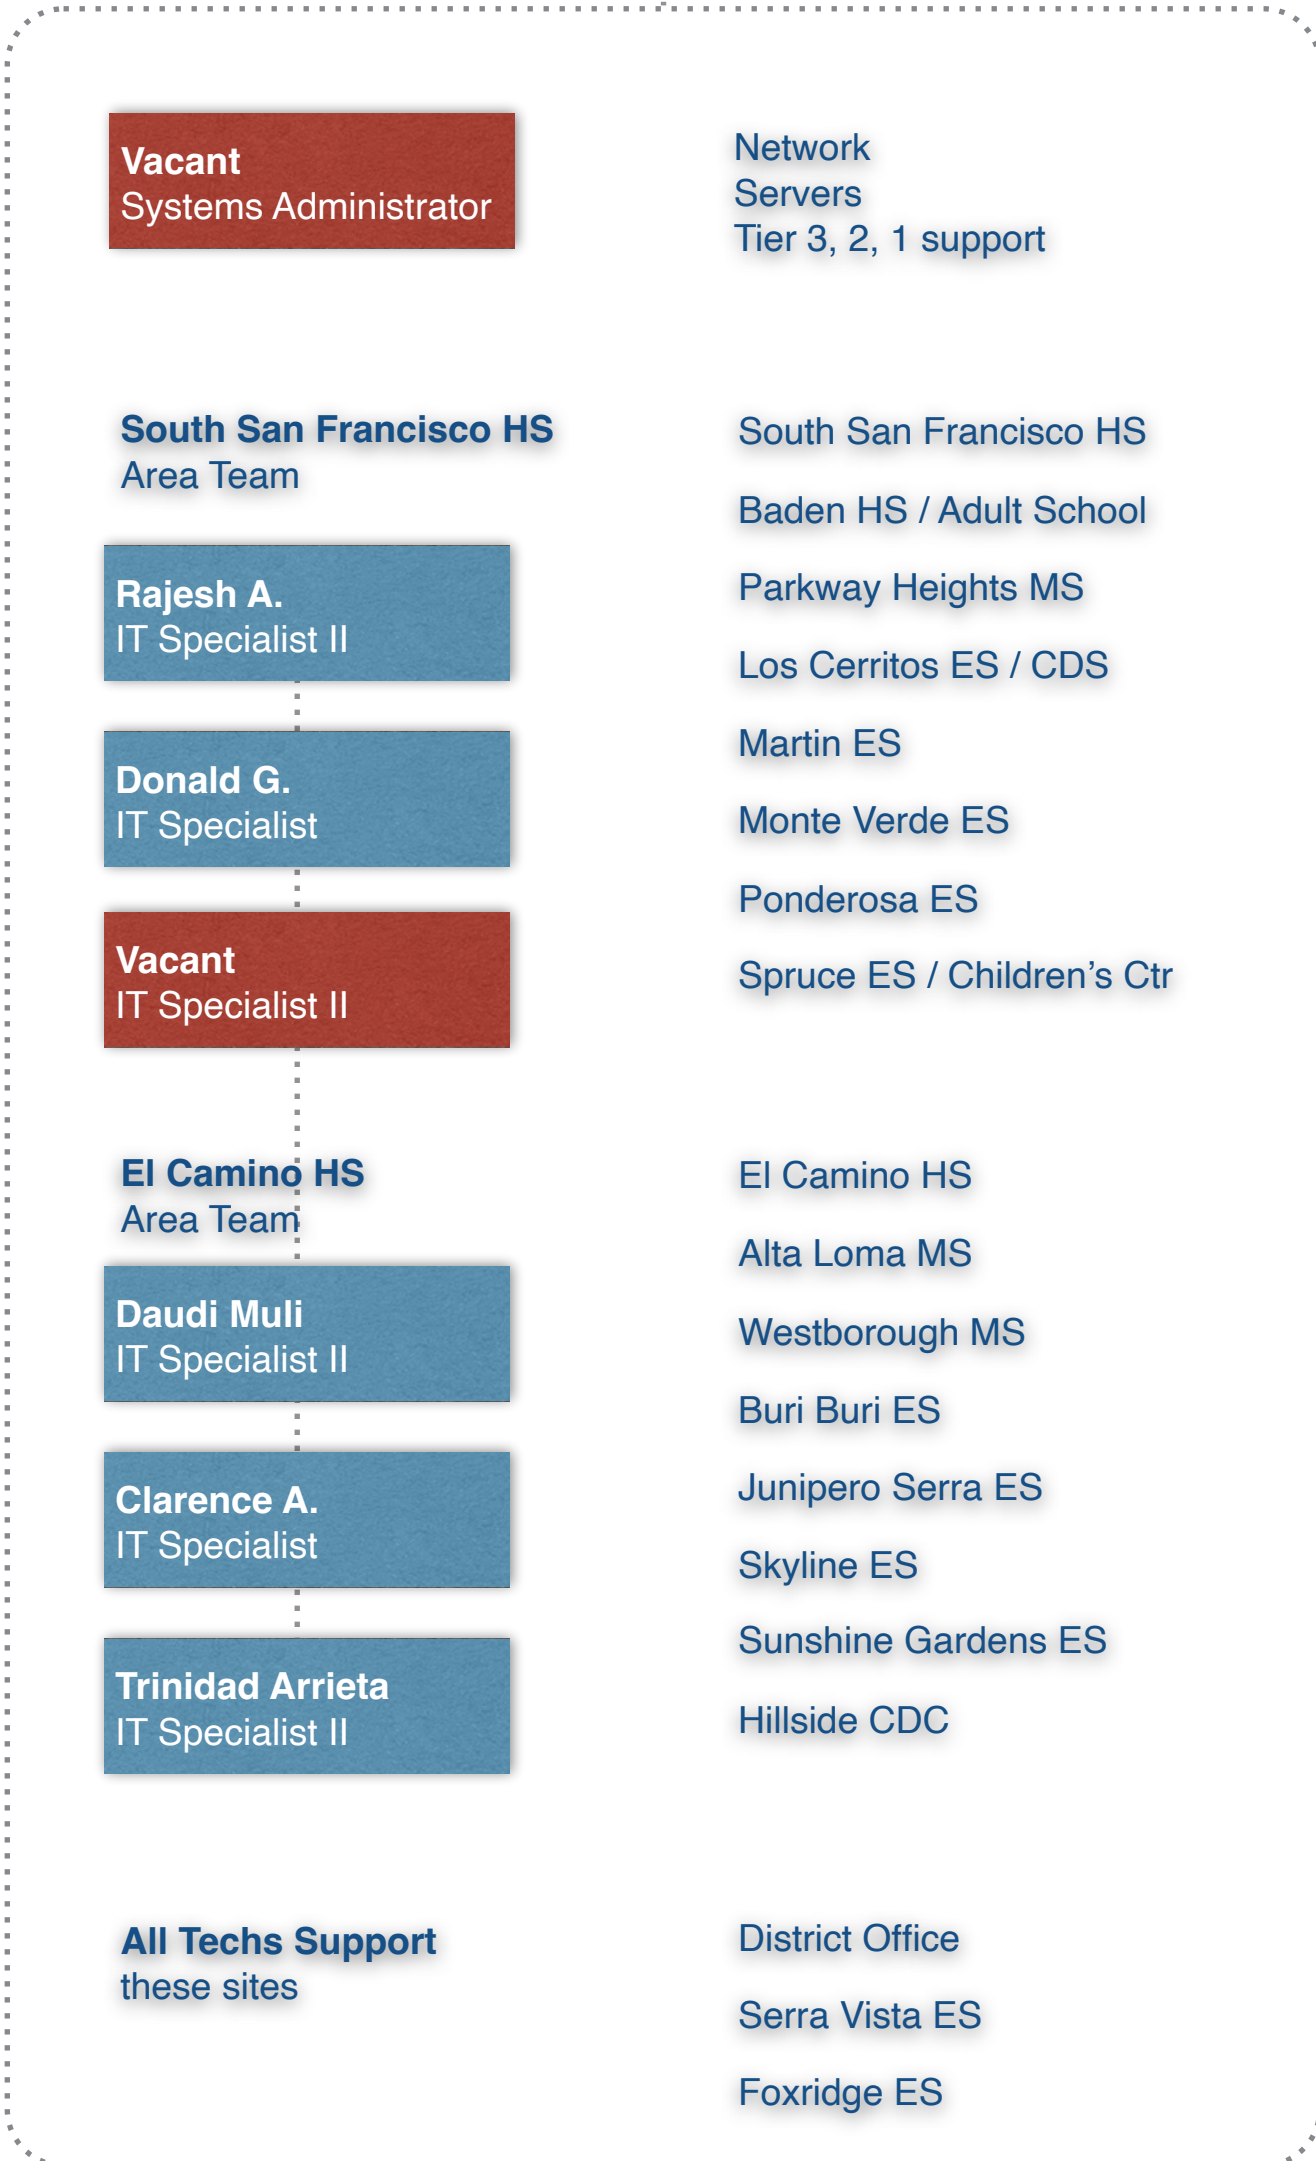 Vacant
Systems Administrator
Network
Servers
Tier 3, 2, 1 support
South San Francisco HS
Area Team
Rajesh A.
IT Specialist II
Donald G.
IT Specialist
Vacant
IT Specialist II
South San Francisco HS
Baden HS / Adult School
Parkway Heights MS
Los Cerritos ES / CDS
Martin ES
Monte Verde ES
Ponderosa ES
Spruce ES / Children’s Ctr
El Camino HS
Area Team
Daudi Muli
IT Specialist II
Clarence A.
IT Specialist
Trinidad Arrieta
IT Specialist II
El Camino HS
Alta Loma MS
Westborough MS
Buri Buri ES
Junipero Serra ES
Skyline ES
Sunshine Gardens ES
Hillside CDC
All Techs Support
these sites
District Office
Serra Vista ES
Foxridge ES